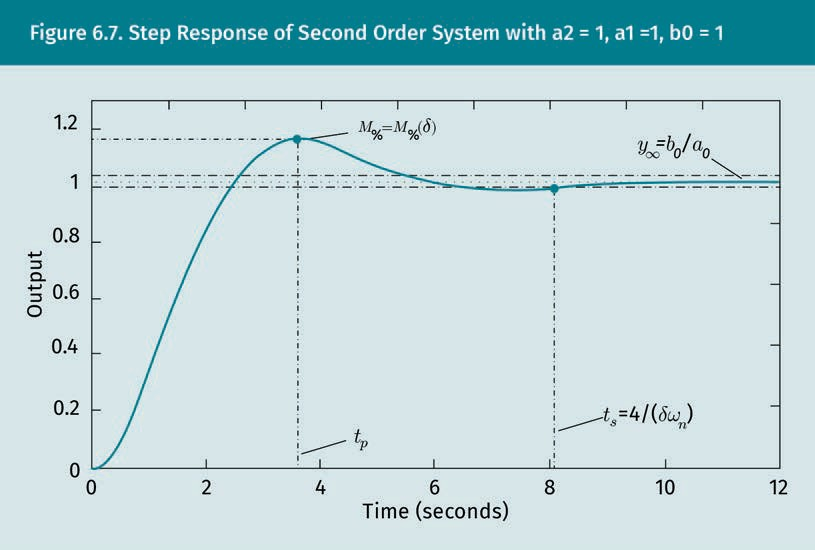 Figure 6.7. Step Response of Second Order System with a2 = 1, a1 =1, b0 = 1
1.2
1
0.8
0.6
0.4
0.2
0
Output
M%=M%(δ)
y∞=b0/a0
tp
ts=4/(δωn)
0 2 4 6 8 10 12
Time (seconds)